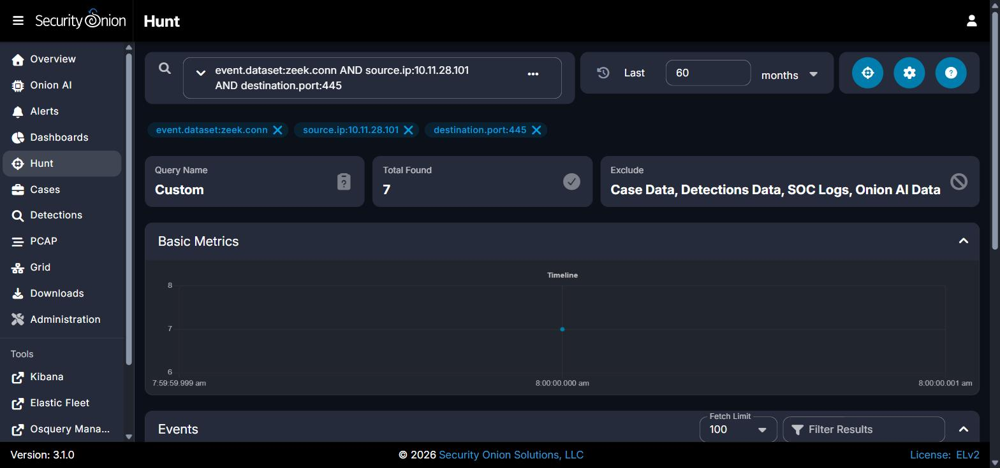 Security Onion
Hunt
Overview
Onion AI
Alerts
Dashboards
Hunt
Cases
Detections
PCAP
Grid
Downloads
Administration
Tools
Kibana
Elastic Fleet
Osquery Mana...
event.dataset:zeek.conn AND source.ip:10.11.28.101
AND destination.port:445
Last
60
months
event.dataset:zeek.conn
source.ip:10.11.28.101
destination.port:445
Query Name
Custom
Total Found
7
Exclude
Case Data, Detections Data, SOC Logs, Onion AI Data
Basic Metrics
Timeline
8
7
6
7:59:59.999 am
8:00:00.000 am
8:00:00.001 am
Events
Fetch Limit
100
Filter Results
Version: 3.1.0
© 2026 Security Onion Solutions, LLC
License: ELv2